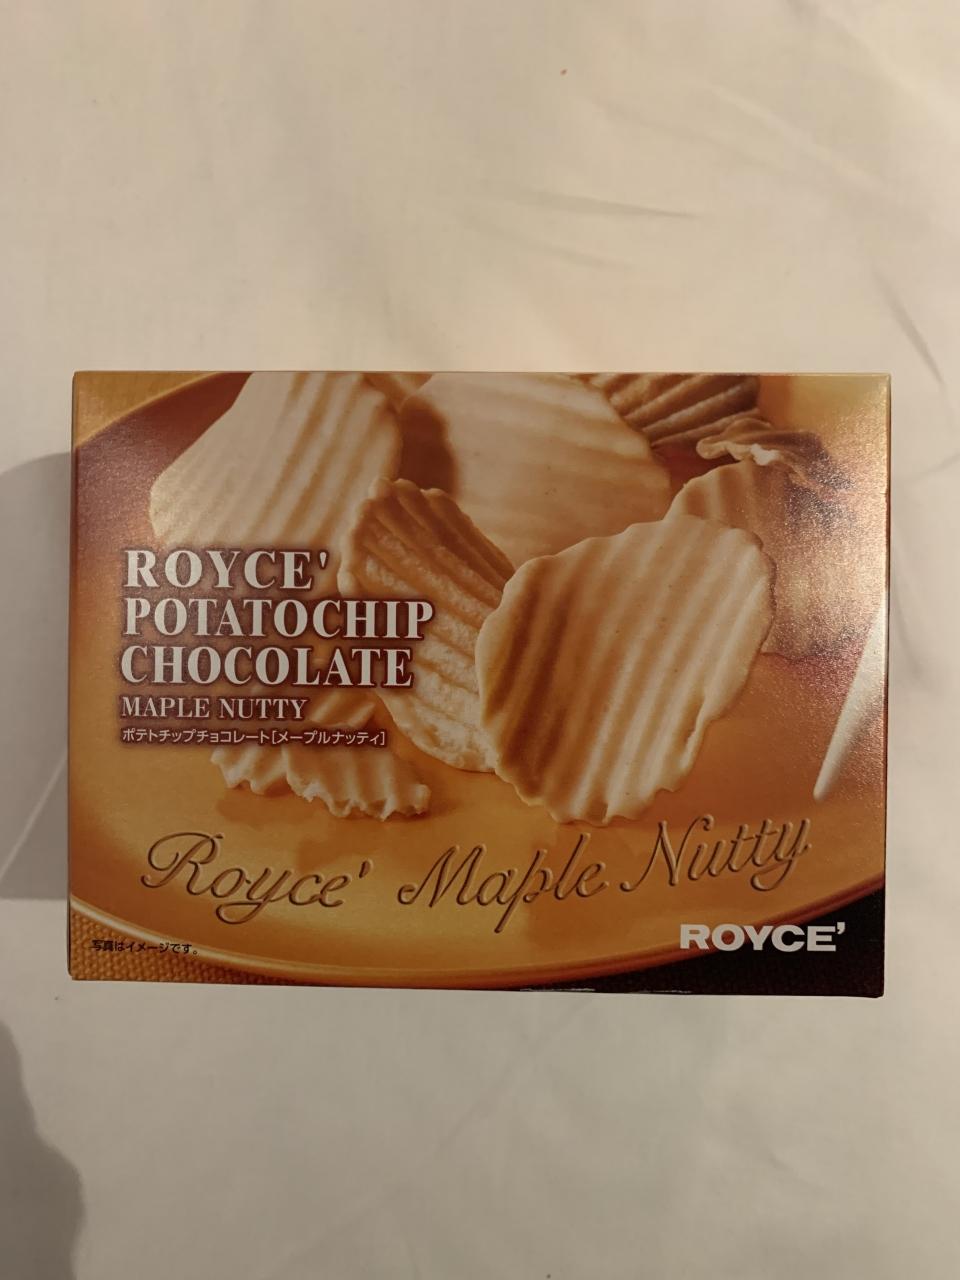 ROYCE'
POTATOCHIP
CHOCOLATE
MAPLE NUTTY
ポテトチップチョコレート[メープルナッティ]
Royce' Maple Nutty
写真はイメージです。
ROYCE'